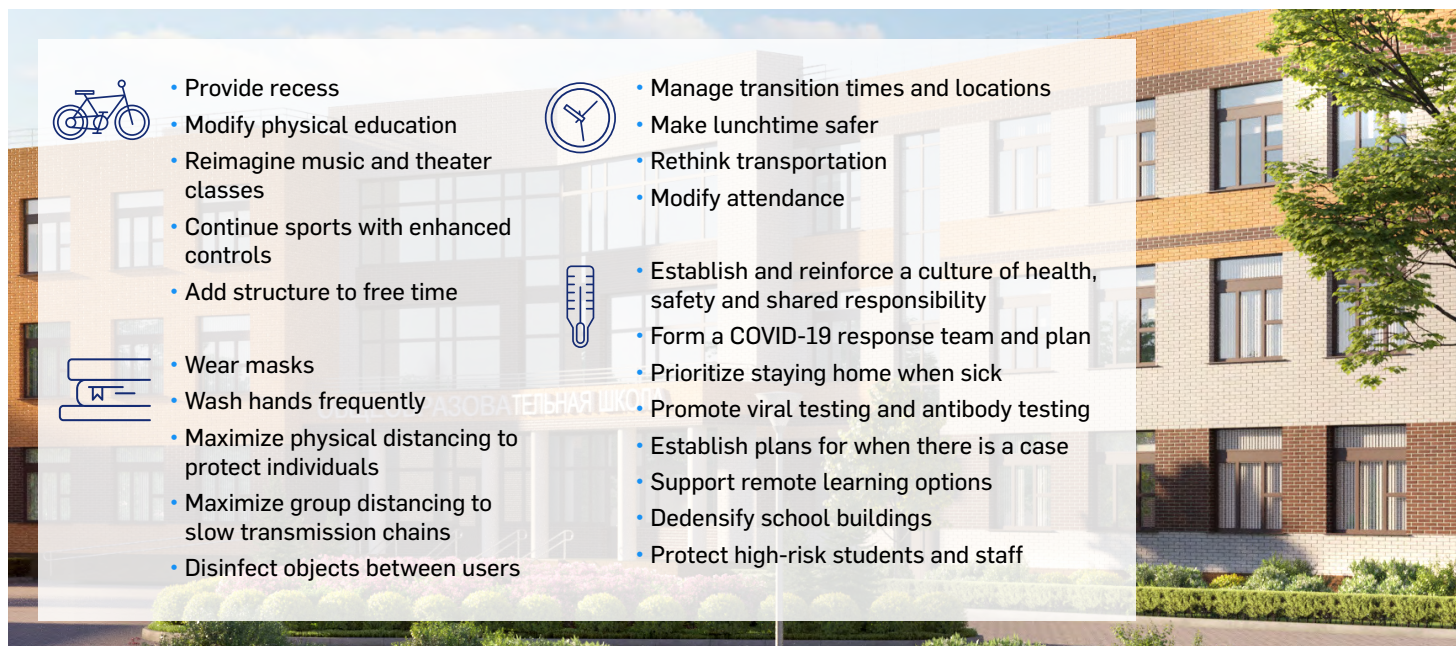 • Provide recess
• Modify physical education
• Reimagine music and theater
classes
• Continue sports with enhanced
controls
• Add structure to free time
• Wear masks
• Wash hands frequently
• Maximize physical distancing to
protect individuals
• Maximize group distancing to
slow transmission chains
• Disinfect objects between users
• Manage transition times and locations
• Make lunchtime safer
• Rethink transportation
• Modify attendance
• Establish and reinforce a culture of health,
safety and shared responsibility
• Form a COVID-19 response team and plan
• Prioritize staying home when sick
• Promote viral testing and antibody testing
• Establish plans for when there is a case
• Support remote learning options
• Dedensify school buildings
• Protect high-risk students and staff